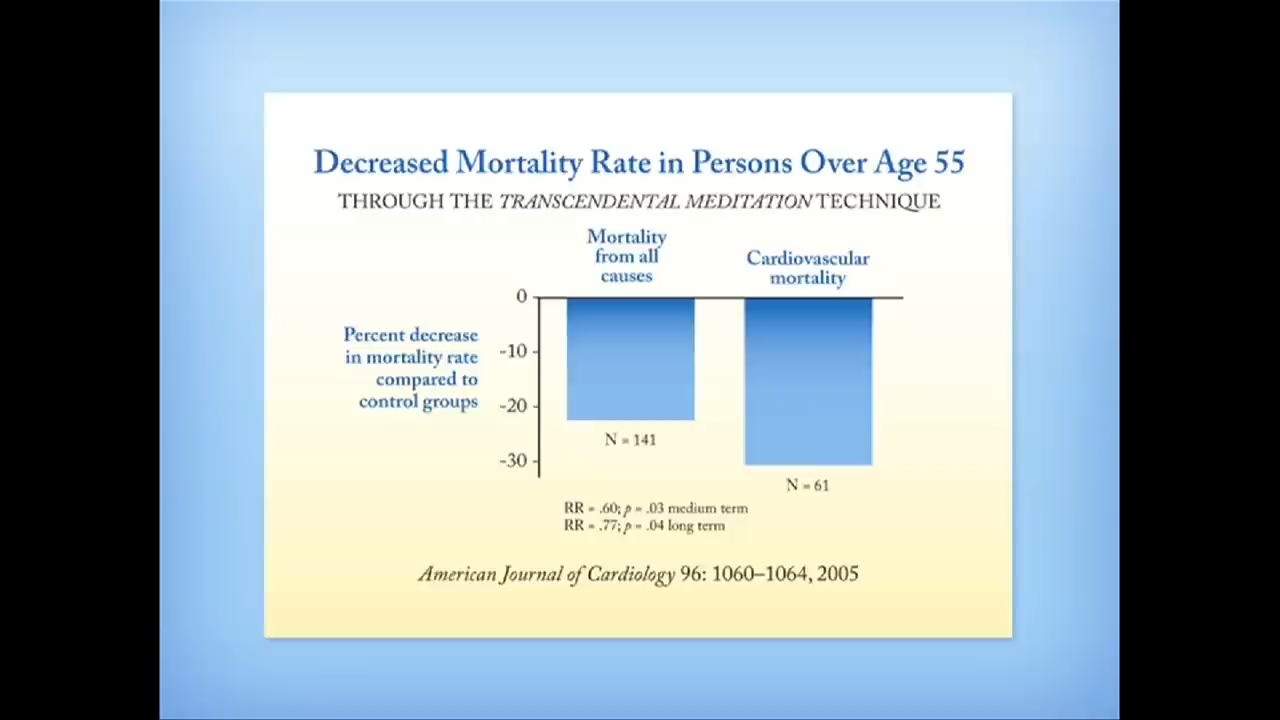 Decreased Mortality Rate in Persons Over Age 55
THROUGH THE TRANSCENDENTAL MEDITATION TECHNIQUE
Mortality
from all
causes
Cardiovascular
mortality
Percent decrease
in mortality rate
compared to
control groups
0
-10
-20
-30
N = 141
N = 61
RR = .60; p = .03 medium term
RR = .77; p = .04 long term
American Journal of Cardiology 96: 1060–1064, 2005